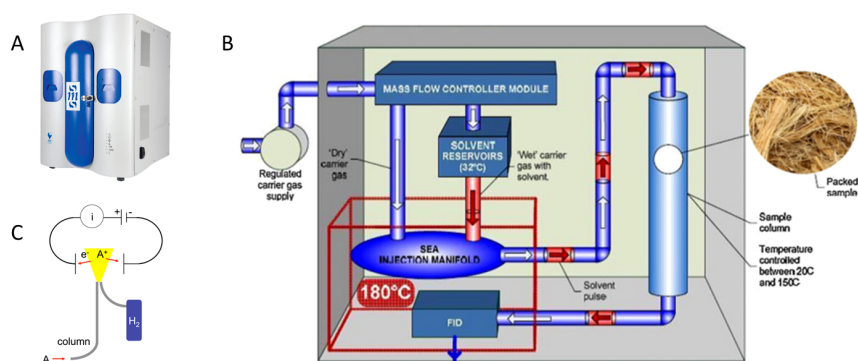 A
S
m
S
B
MASS FLOW CONTROLLER MODULE
'Dry'
carrier
gas
SOLVENT
RESERVOIRS
(32°C)
'Wet' carrier
gas with
solvent.
Regulated
carrier gas
supply
Packed
sample
SEA
INJECTION MANIFOLD
Sample
column
Solvent
pulse
Temperature
controlled
between 20C
and 150C
180°C
FID
C
i
+
-
e-
A+
H2
column
A